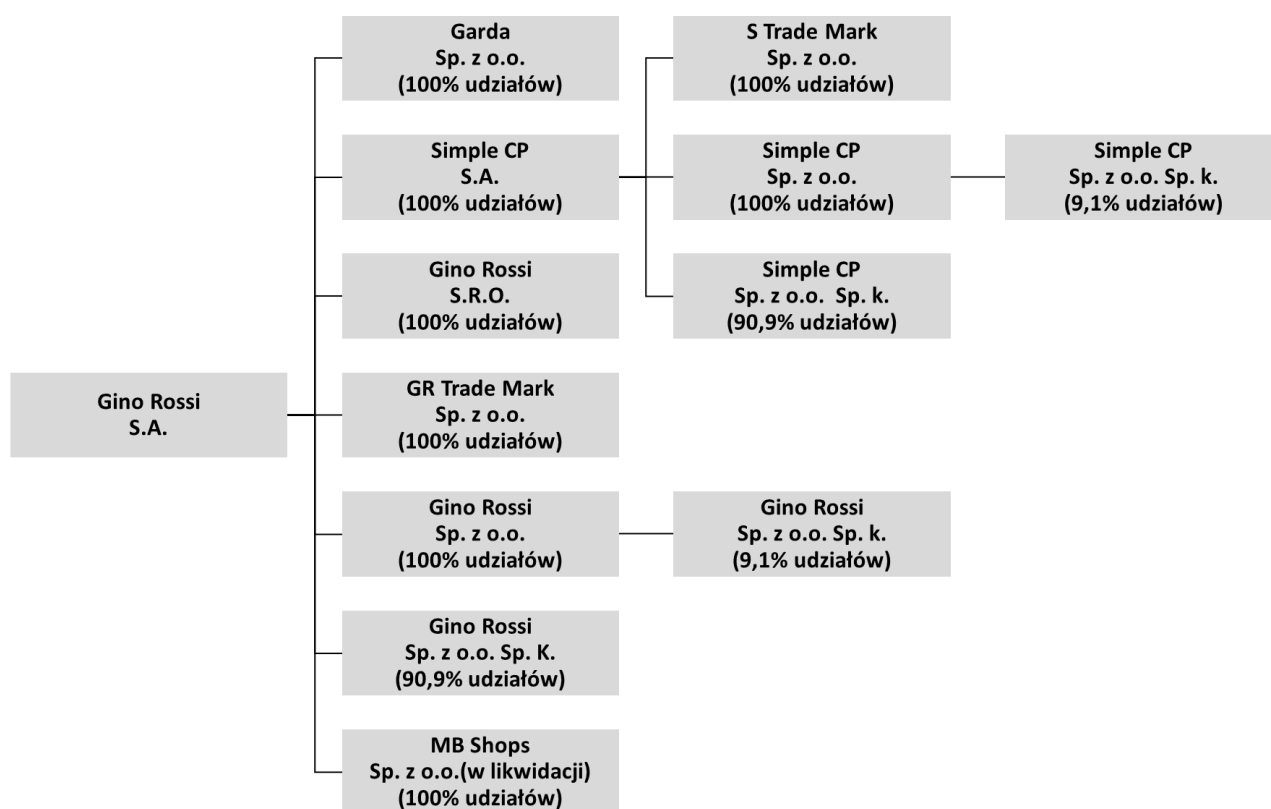 Garda
Sp. z o.o.
(100% udziałów)
S Trade Mark
Sp. z o.o.
(100% udziałów)
Simple CP
S.A.
(100% udziałów)
Simple CP
Sp. z o.o.
(100% udziałów)
Simple CP
Sp. z o.o. Sp. k.
(9,1% udziałów)
Gino Rossi
S.R.O.
(100% udziałów)
Simple CP
Sp. z o.o. Sp. k.
(90,9% udziałów)
Gino Rossi
S.A.
GR Trade Mark
Sp. z o.o.
(100% udziałów)
Gino Rossi
Sp. z o.o.
(100% udziałów)
Gino Rossi
Sp. z o.o. Sp. k.
(9,1% udziałów)
Gino Rossi
Sp. z o.o. Sp. K.
(90,9% udziałów)
MB Shops
Sp. z o.o.(w likwidacji)
(100% udziałów)